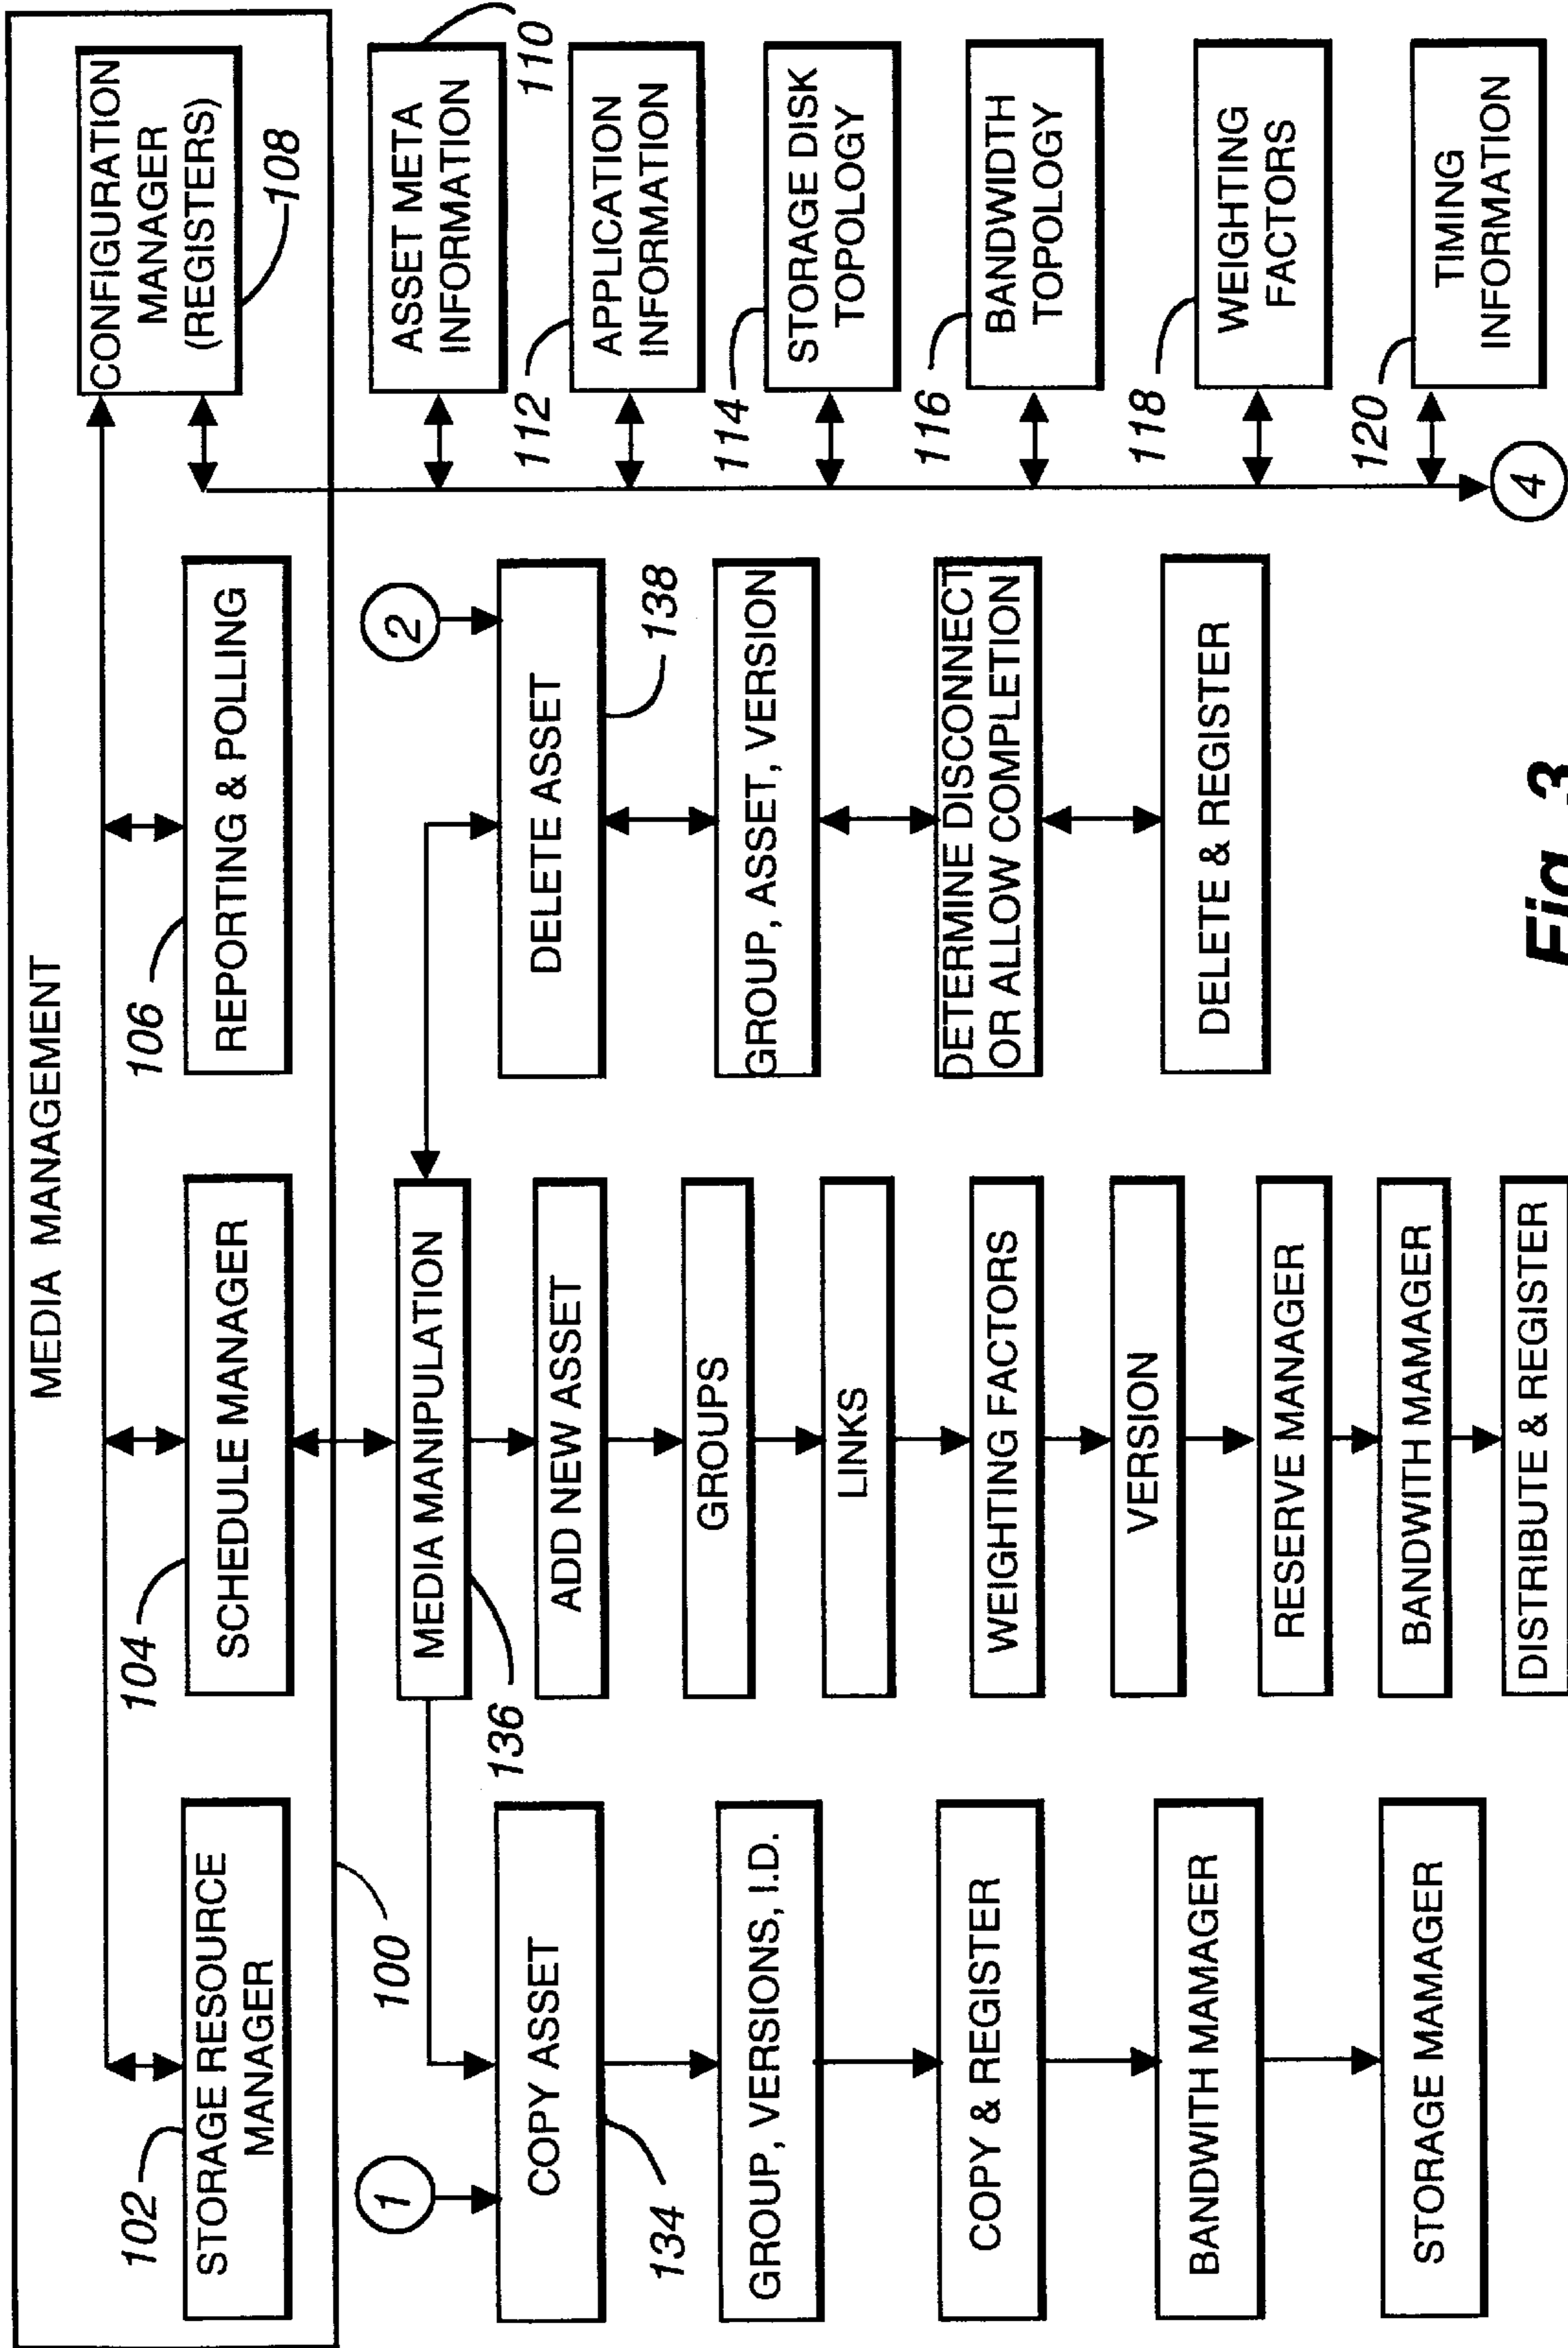 MEDIA MANAGEMENT
102
STORAGE RESOURCE
MANAGER
104
SCHEDULE MANAGER
106
REPORTING & POLLING
CONFIGURATION
MANAGER
(REGISTERS)
108
100
1
COPY ASSET
134
GROUP, VERSIONS, I.D.
COPY & REGISTER
BANDWITH MAMAGER
STORAGE MAMAGER
MEDIA MANIPULATION
136
ADD NEW ASSET
GROUPS
LINKS
WEIGHTING FACTORS
VERSION
RESERVE MANAGER
BANDWITH MAMAGER
DISTRIBUTE & REGISTER
2
DELETE ASSET
138
GROUP, ASSET, VERSION
DETERMINE DISCONNECT
OR ALLOW COMPLETION
DELETE & REGISTER
110
ASSET META
INFORMATION
112
APPLICATION
INFORMATION
114
STORAGE DISK
TOPOLOGY
116
BANDWIDTH
TOPOLOGY
118
WEIGHTING
FACTORS
120
TIMING
INFORMATION
4
Fig. 3